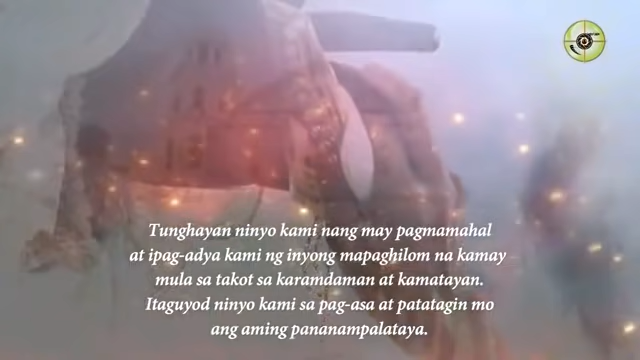 Tunghayan ninyo kami nang may pagmamahal
at ipag-adya kami ng inyong mapaghilom na kamay
mula sa takot sa karamdaman at kamatayan.
Itaguyod ninyo kami sa pag-asa at patatagin mo
ang aming pananampalataya.